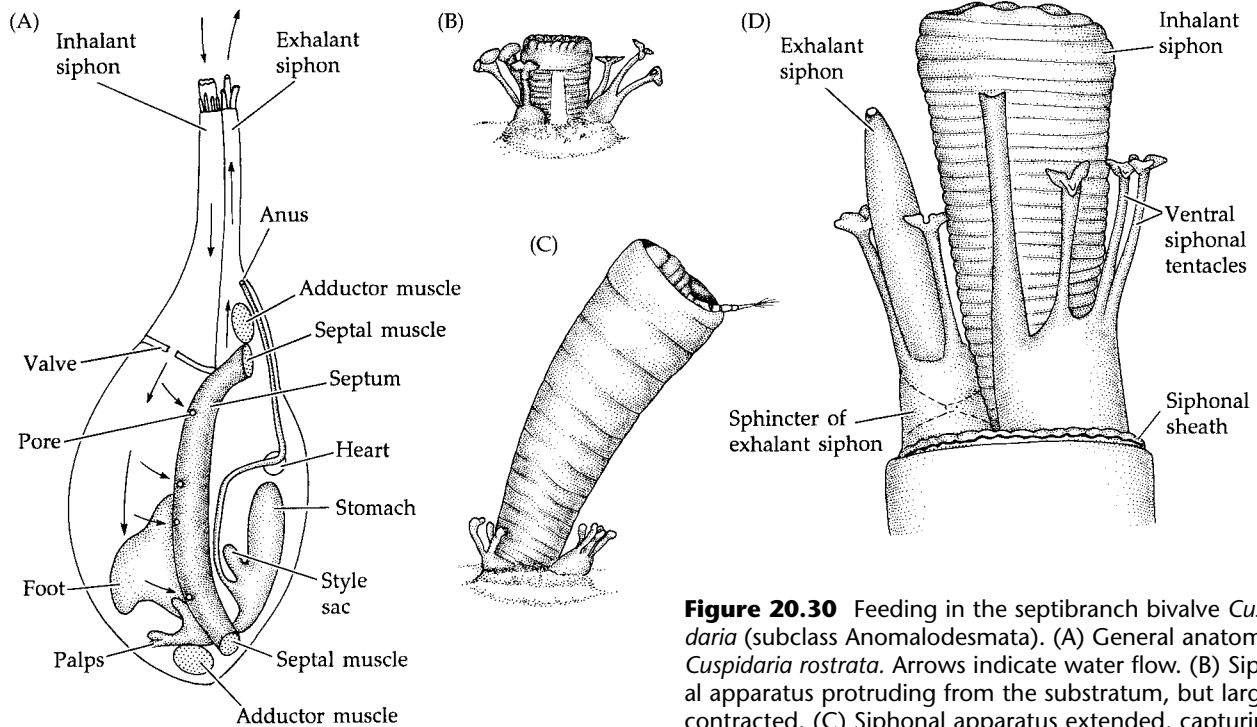 (A)
Inhalant
siphon
Exhalant
siphon
Anus
Adductor muscle
Septal muscle
Valve
Septum
Pore
Heart
Stomach
Foot
Style
sac
Palps
Septal muscle
Adductor muscle
(B)
(C)
(D)
Exhalant
siphon
Inhalant
siphon
Ventral
siphonal
tentacles
Sphincter of
exhalant siphon
Siphonal
sheath
Figure 20.30 Feeding in the septibranch bivalve Cus
daria (subclass Anomalodesmata). (A) General anatom
Cuspidaria rostrata. Arrows indicate water flow. (B) Sip
al apparatus protruding from the substratum, but larg
contracted. (C) Siphonal apparatus extended, capturin